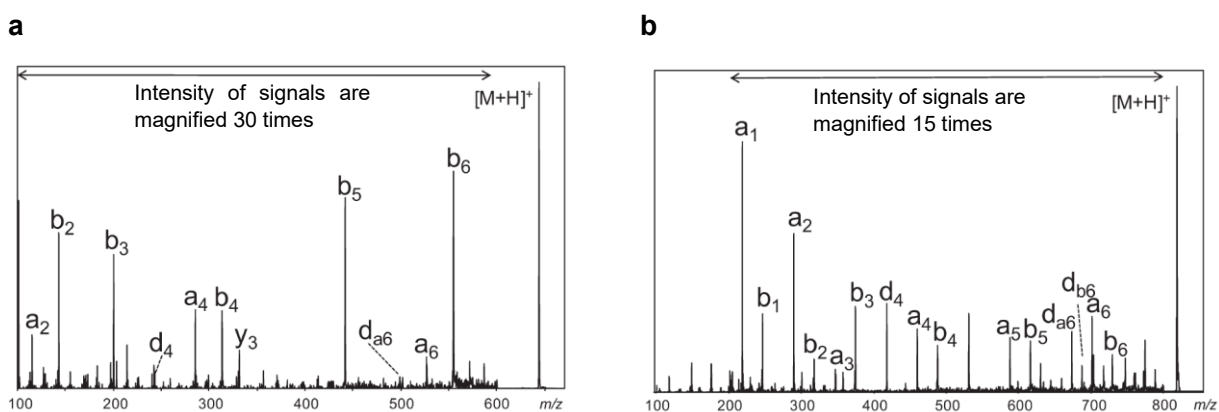 a
Intensity of signals are
magnified 30 times
[M+H]⁺
b₆
b₅
b₂
b₃
a₄ b₄
a₂
d₄
y₃
dₐ₆
a₆
100 200 300 400 500 600 m/z
b
Intensity of signals are
magnified 15 times
[M+H]⁺
a₁
a₂
b₁
b₃ d₄
d_b6
dₐ₆ a₆
a₄
b₄
a₅ b₅
b₂
a₃
b₆
100 200 300 400 500 600 700 800 m/z